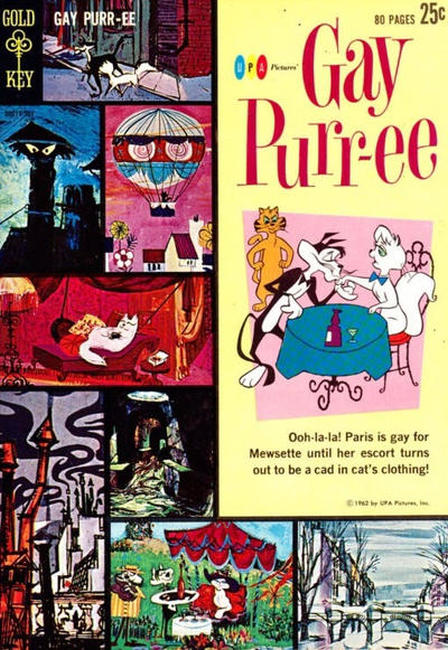 GOLD
KEY
GAY PURR-EE
80 PAGES 25¢
UPA Pictures'
Gay
Purr-ee
Ooh-la-la! Paris is gay for
Mewsette until her escort turns
out to be a cad in cat's clothing!
© 1962 by UPA Pictures, Inc.